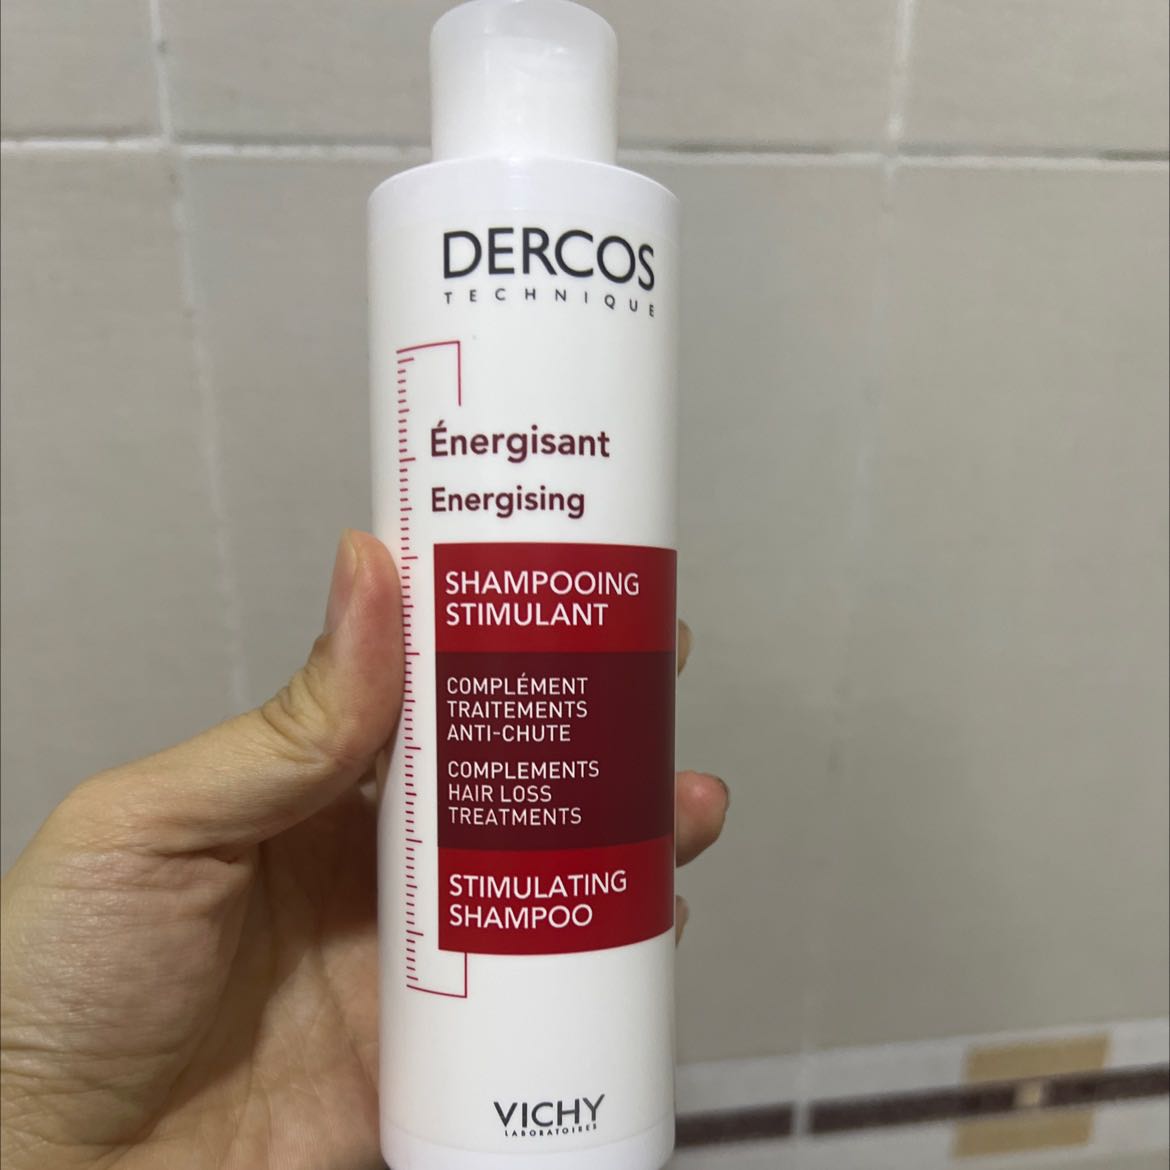 DERCOS
TECHNIQUE
Énergisant
Energising
SHAMPOOING
STIMULANT
COMPLÉMENT
TRAITEMENTS
ANTI-CHUTE
COMPLEMENTS
HAIR LOSS
TREATMENTS
STIMULATING
SHAMPOO
VICHY
LABORATOIRES